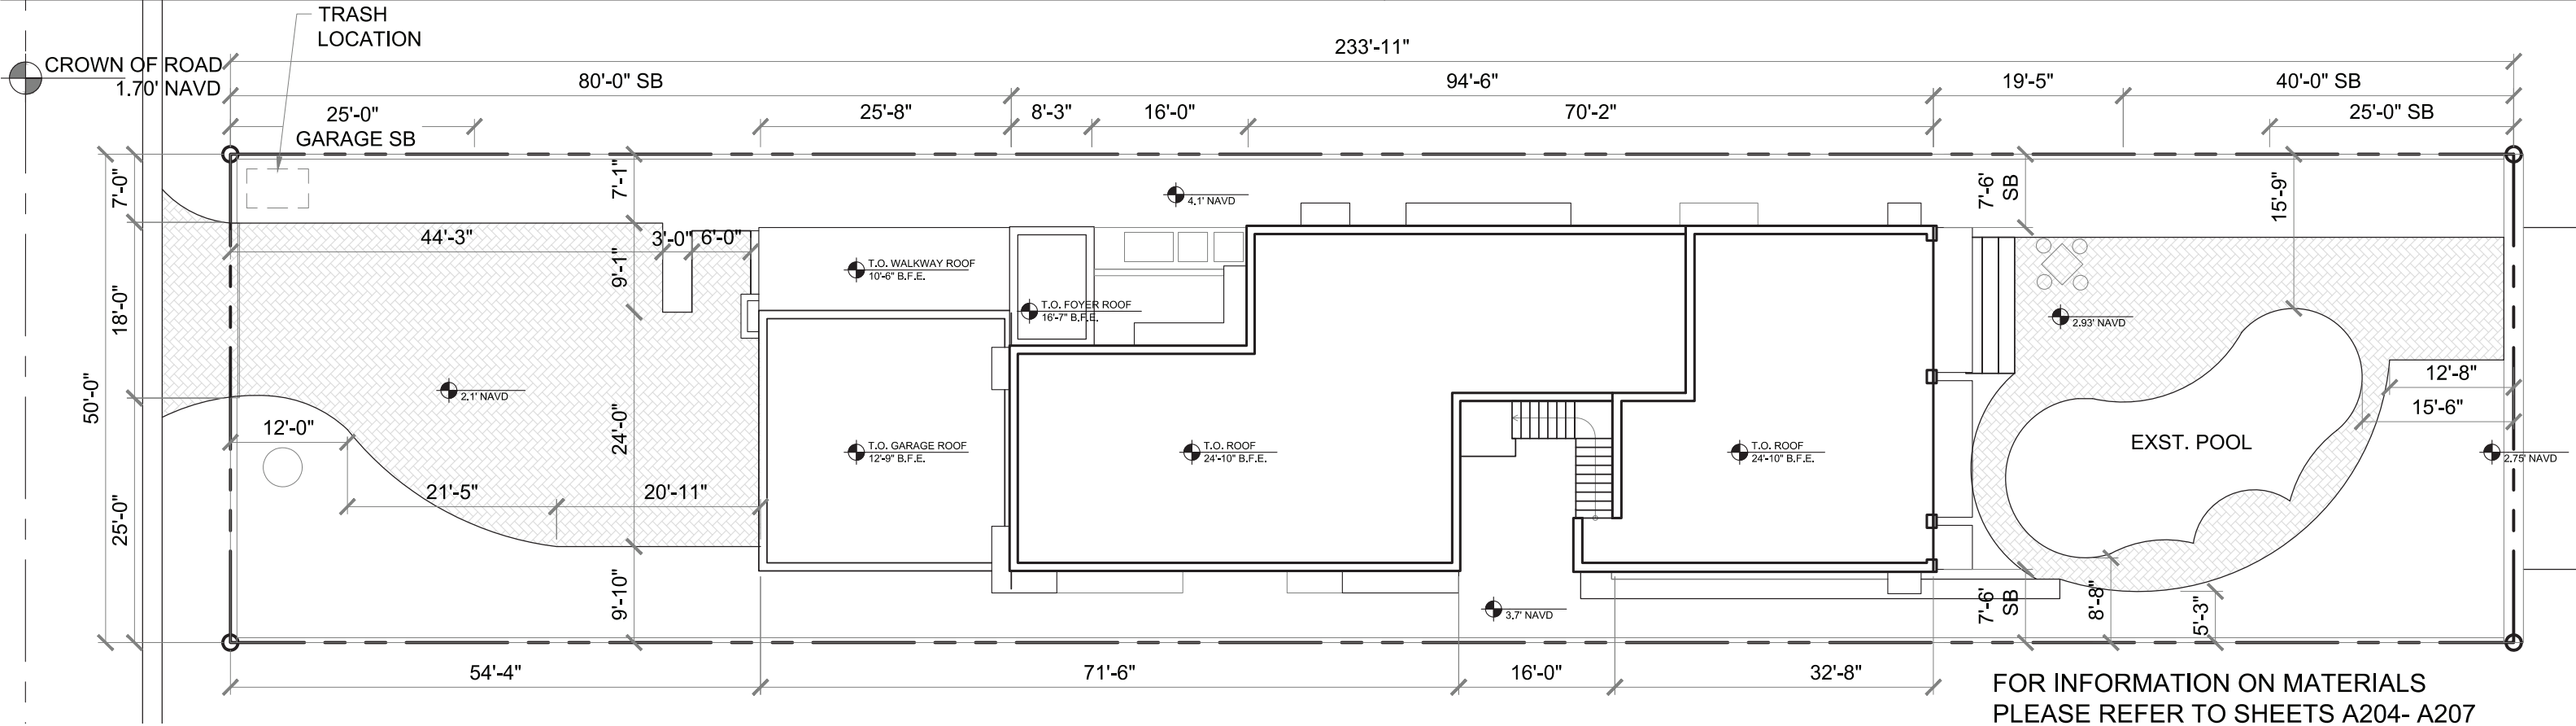 TRASH
LOCATION
233'-11"
CROWN OF ROAD
1.70' NAVD
80'-0" SB
94'-6"
19'-5"
40'-0" SB
25'-0"
GARAGE SB
25'-8"
8'-3"
16'-0"
70'-2"
25'-0" SB
7'-0"
7'-1"
4.1' NAVD
7'-6'
SB
15'-9"
44'-3"
3'-0"
6'-0"
9'-1"
T.O. WALKWAY ROOF
10'-6" B.F.E.
T.O. FOYER ROOF
16'-7" B.F.E.
2.93' NAVD
18'-0"
50'-0"
2.1' NAVD
12'-8"
15'-6"
12'-0"
24'-0"
T.O. GARAGE ROOF
12'-9" B.F.E.
T.O. ROOF
24'-10" B.F.E.
T.O. ROOF
24'-10" B.F.E.
EXST. POOL
2.75' NAVD
21'-5"
20'-11"
25'-0"
9'-10"
3.7' NAVD
7'-6'
SB
8'-8"
5'-3"
54'-4"
71'-6"
16'-0"
32'-8"
FOR INFORMATION ON MATERIALS
PLEASE REFER TO SHEETS A204- A207